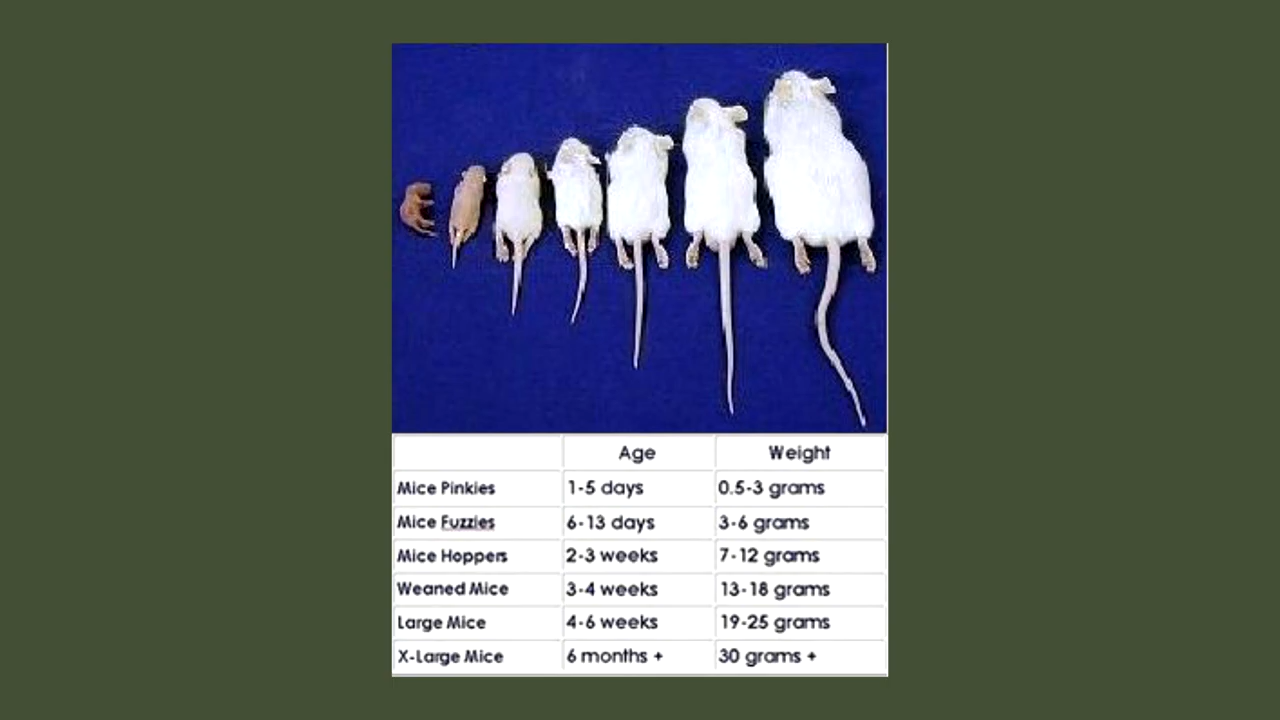 Age Weight
Mice Pinkies 1-5 days 0.5-3 grams
Mice Fuzzies 6-13 days 3-6 grams
Mice Hoppers 2-3 weeks 7-12 grams
Weaned Mice 3-4 weeks 13-18 grams
Large Mice 4-6 weeks 19-25 grams
X-Large Mice 6 months + 30 grams +